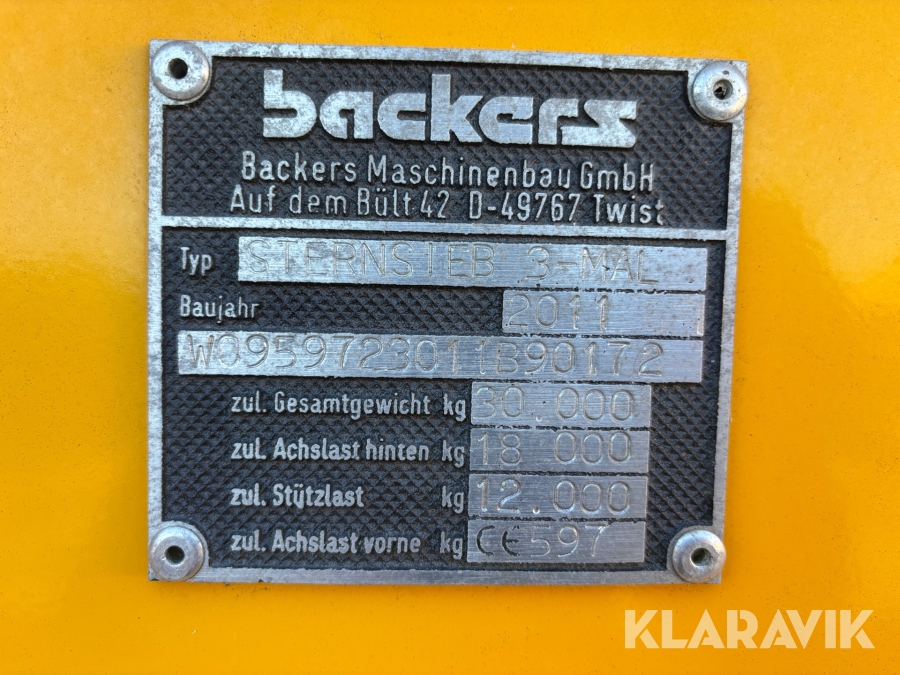 backers
Backers Maschinenbau GmbH
Auf dem Bült 42 D-49767 Twist
Typ STERNSIEB 3-MAL
Baujahr 2011
W0959723011B90172
zul. Gesamtgewicht kg 30.000
zul. Achslast hinten kg 18 000
zul. Stützlast kg 12.000
zul. Achslast vorne kg CE 597
KLARAVIK